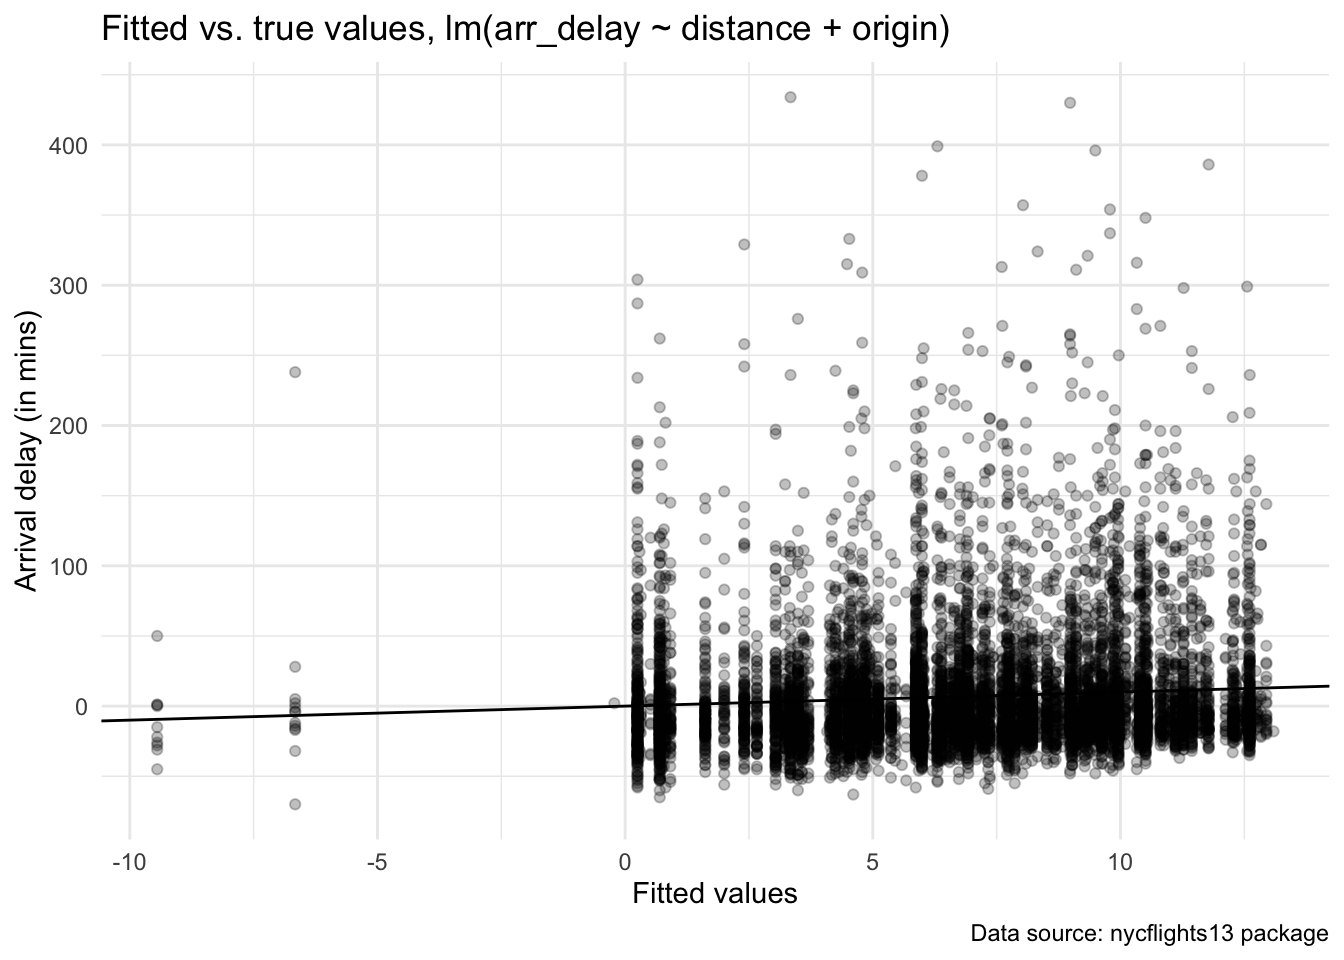 Fitted vs. true values, lm(arr_delay ~ distance + origin)
Arrival delay (in mins)
400
300
200
100
0
-10 -5 0 5 10
Fitted values
Data source: nycflights13 package